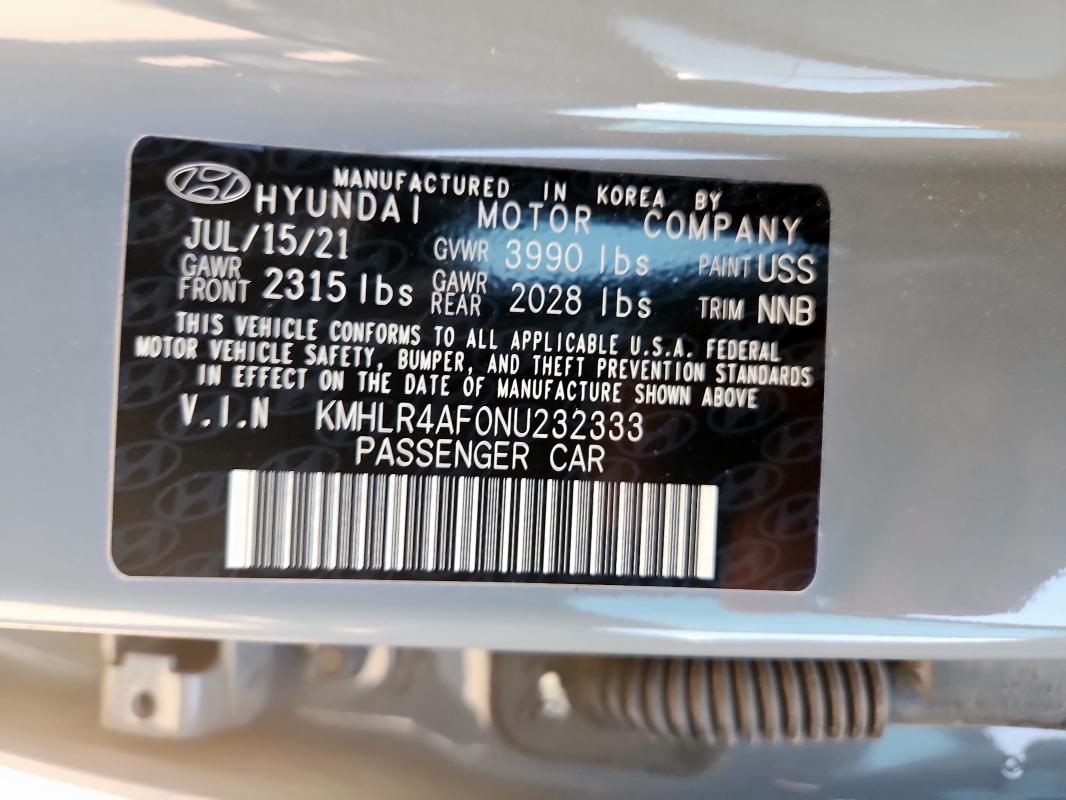 MANUFACTURED IN KOREA BY
HYUNDAI MOTOR COMPANY
JUL/15/21 GVWR 3990 lbs PAINT USS
GAWR FRONT 2315 lbs GAWR REAR 2028 lbs TRIM NNB
THIS VEHICLE CONFORMS TO ALL APPLICABLE U.S.A. FEDERAL
MOTOR VEHICLE SAFETY, BUMPER, AND THEFT PREVENTION STANDARDS
IN EFFECT ON THE DATE OF MANUFACTURE SHOWN ABOVE
V.I.N KMHLR4AF0NU232333
PASSENGER CAR